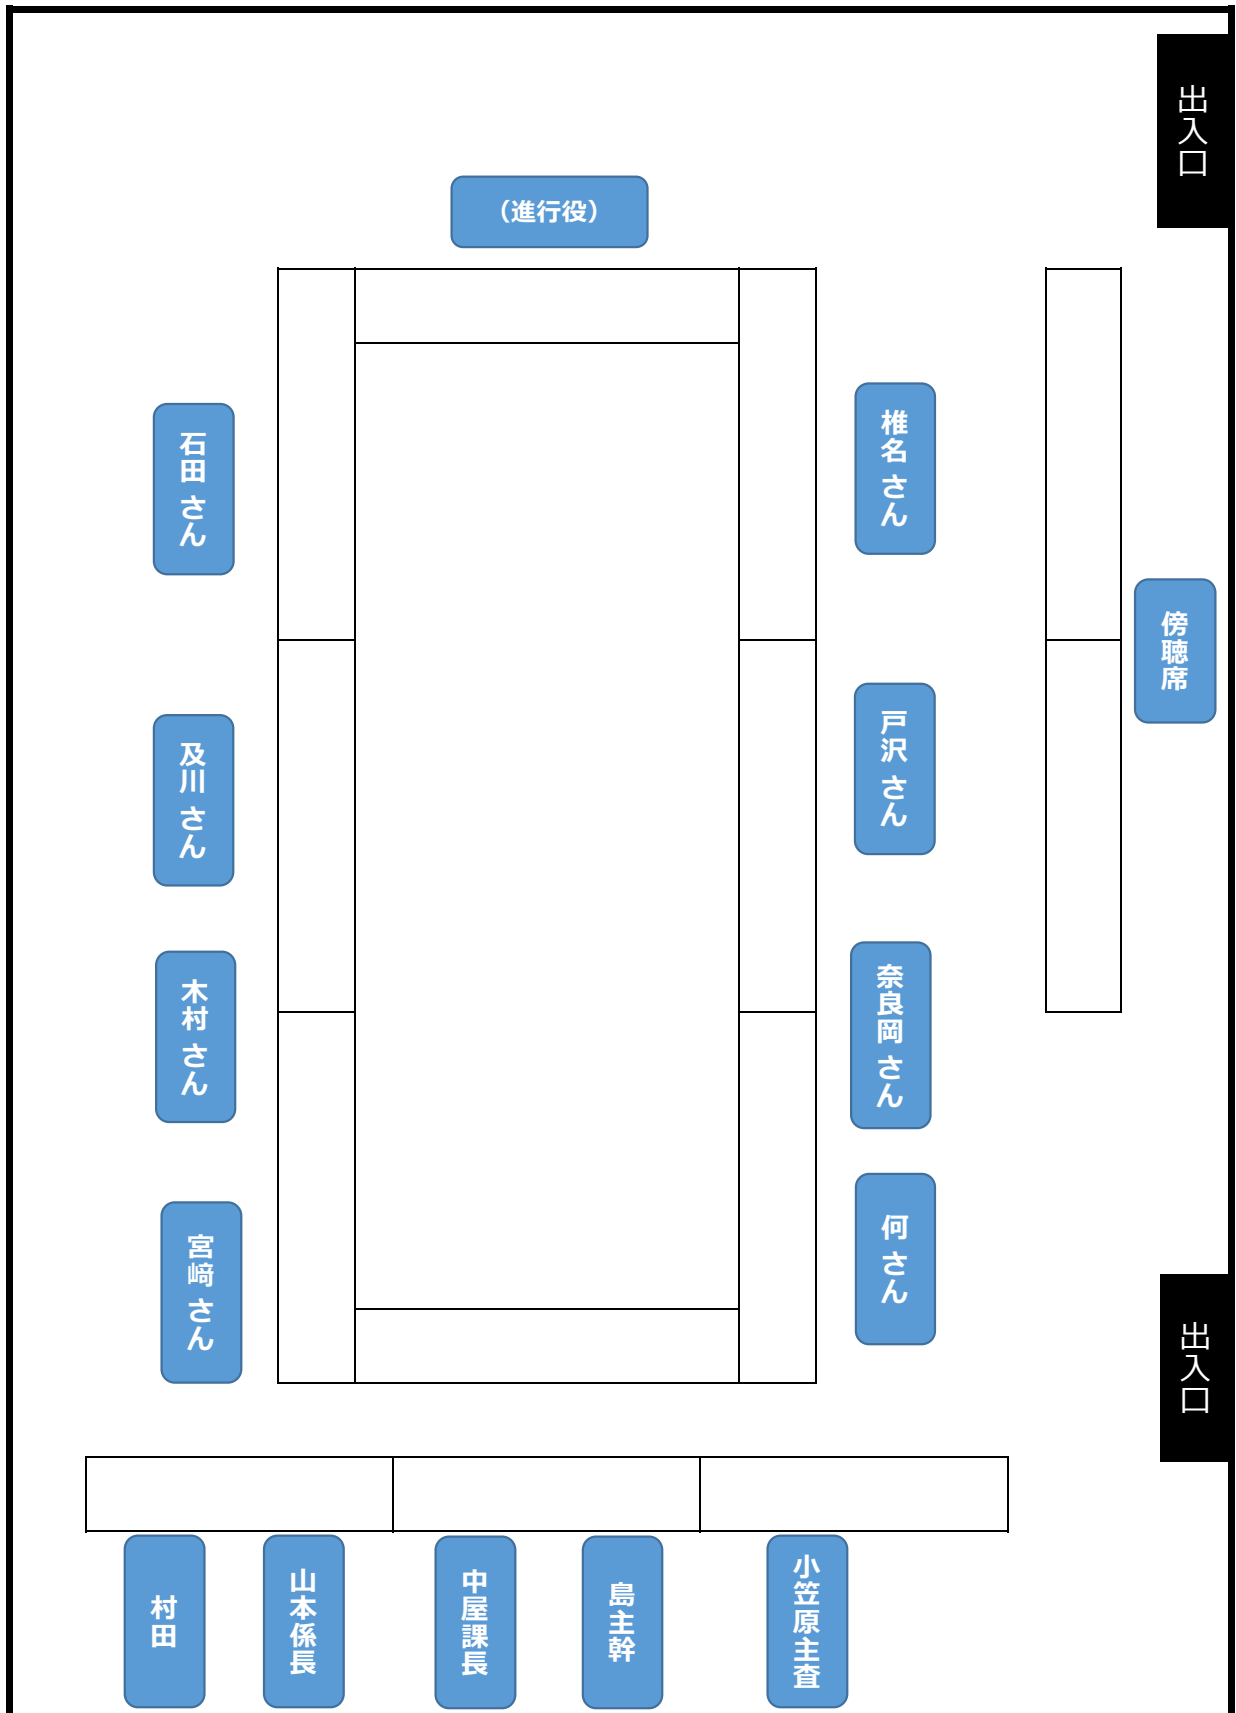 出入口
（進行役）
石田 さん
椎名 さん
傍聴席
及川 さん
戸沢 さん
木村 さん
奈良岡 さん
宮﨑 さん
何 さん
出入口
村田
山本係長
中屋課長
島主幹
小笠原主査